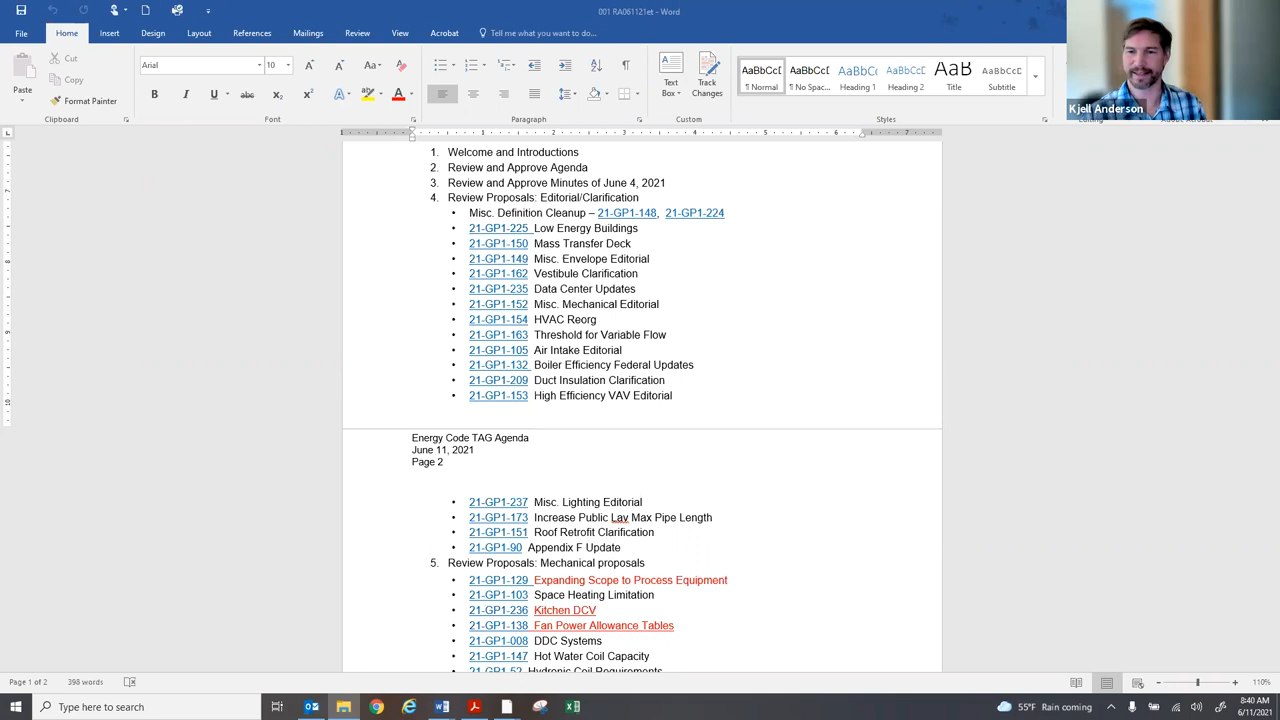 001 RA061121et - Word
File Home Insert Design Layout References Mailings Review View Acrobat Tell me what you want to do...
Paste
Cut
Copy
Format Painter
Clipboard
Arial 10
B I U abc
Font
Paragraph
Text Box
Track Changes
Custom
AaBbCcI ¶ Normal
AaBbCcI ¶ No Spac...
AaBbC Heading 1
AaBbCc Heading 2
AaB Title
AaBbCcD Subtitle
Styles
Kjell Anderson
1. Welcome and Introductions
2. Review and Approve Agenda
3. Review and Approve Minutes of June 4, 2021
4. Review Proposals: Editorial/Clarification
• Misc. Definition Cleanup – 21-GP1-148, 21-GP1-224
• 21-GP1-225 Low Energy Buildings
• 21-GP1-150 Mass Transfer Deck
• 21-GP1-149 Misc. Envelope Editorial
• 21-GP1-162 Vestibule Clarification
• 21-GP1-235 Data Center Updates
• 21-GP1-152 Misc. Mechanical Editorial
• 21-GP1-154 HVAC Reorg
• 21-GP1-163 Threshold for Variable Flow
• 21-GP1-105 Air Intake Editorial
• 21-GP1-132 Boiler Efficiency Federal Updates
• 21-GP1-209 Duct Insulation Clarification
• 21-GP1-153 High Efficiency VAV Editorial
Energy Code TAG Agenda
June 11, 2021
Page 2
• 21-GP1-237 Misc. Lighting Editorial
• 21-GP1-173 Increase Public Lav Max Pipe Length
• 21-GP1-151 Roof Retrofit Clarification
• 21-GP1-90 Appendix F Update
5. Review Proposals: Mechanical proposals
• 21-GP1-129 Expanding Scope to Process Equipment
• 21-GP1-103 Space Heating Limitation
• 21-GP1-236 Kitchen DCV
• 21-GP1-138 Fan Power Allowance Tables
• 21-GP1-008 DDC Systems
• 21-GP1-147 Hot Water Coil Capacity
• 21-GP1-52 Hydronic Coil Requirements
Page 1 of 2 398 words 110%
Type here to search
55°F Raining now
8:40 AM
6/11/2021